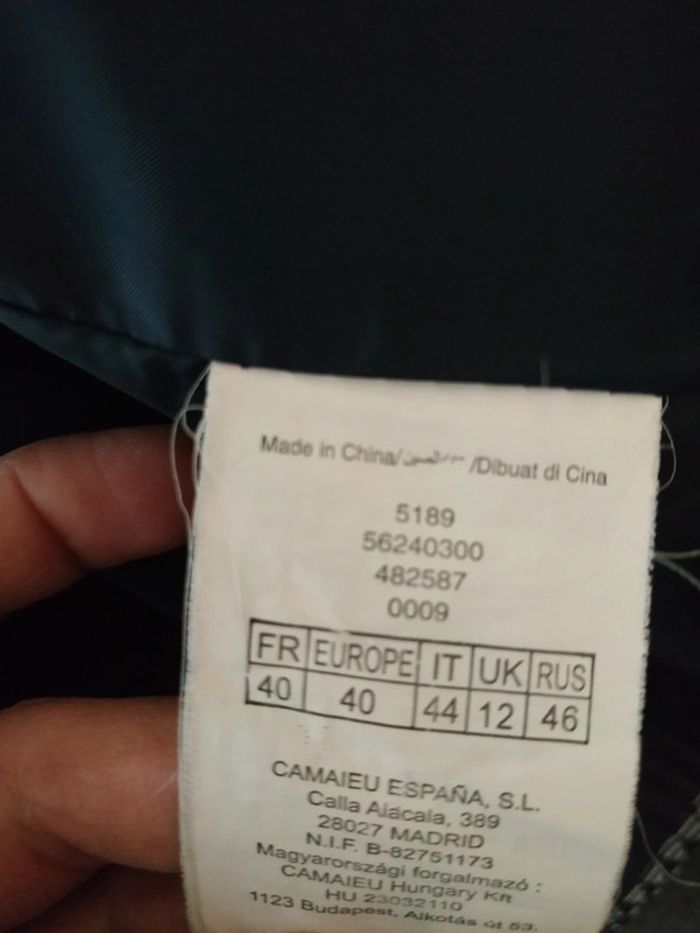 Made in China/ /Dibuat di Cina
5189
56240300
482587
0009
FR EUROPE IT UK RUS
40 40 44 12 46
CAMAIEU ESPAÑA, S.L.
Calla Alacala, 389
28027 MADRID
N.I.F. B-82751173
Magyarországi forgalmazó :
CAMAIEU Hungary Kft
HU 23032110
1123 Budapest, Alkotás út 53.